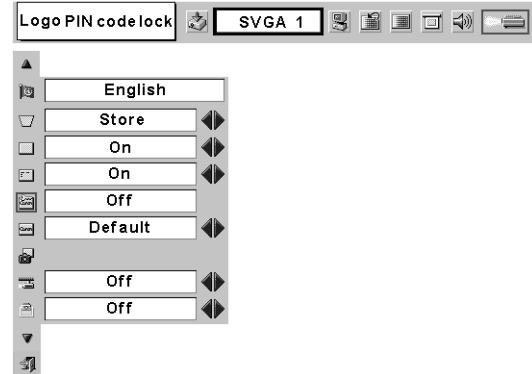 Logo PIN code lock
SVGA 1
English
Store
On
On
Off
Default
Off
Off